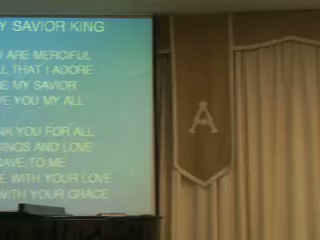 Y SAVIOR KING
U ARE MERCIFUL
LL THAT I ADORE
E MY SAVIOR
VE YOU MY ALL
NK YOU FOR ALL
SINGS AND LOVE
GAVE TO ME
E WITH YOUR LOVE
WITH YOUR GRACE
A